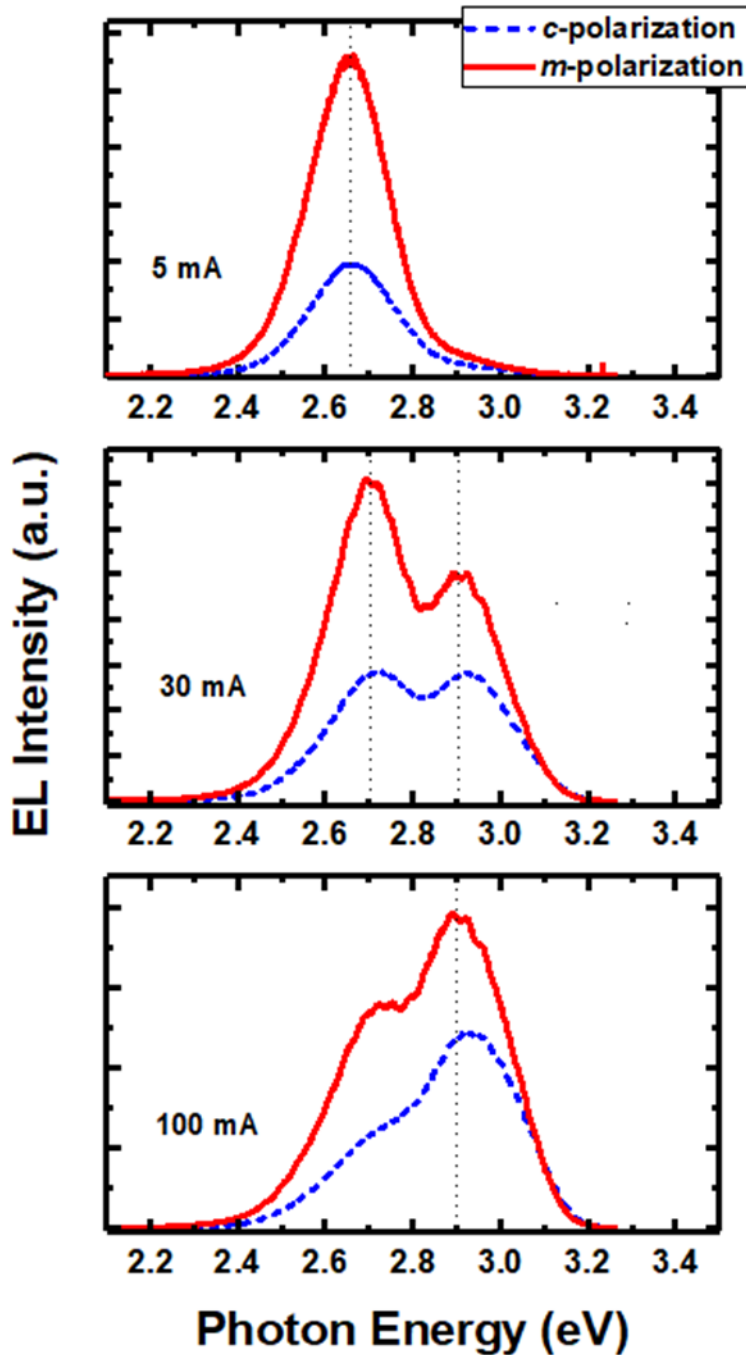 c-polarization
m-polarization
5 mA
2.2 2.4 2.6 2.8 3.0 3.2 3.4
30 mA
2.2 2.4 2.6 2.8 3.0 3.2 3.4
100 mA
2.2 2.4 2.6 2.8 3.0 3.2 3.4
EL Intensity (a.u.)
Photon Energy (eV)